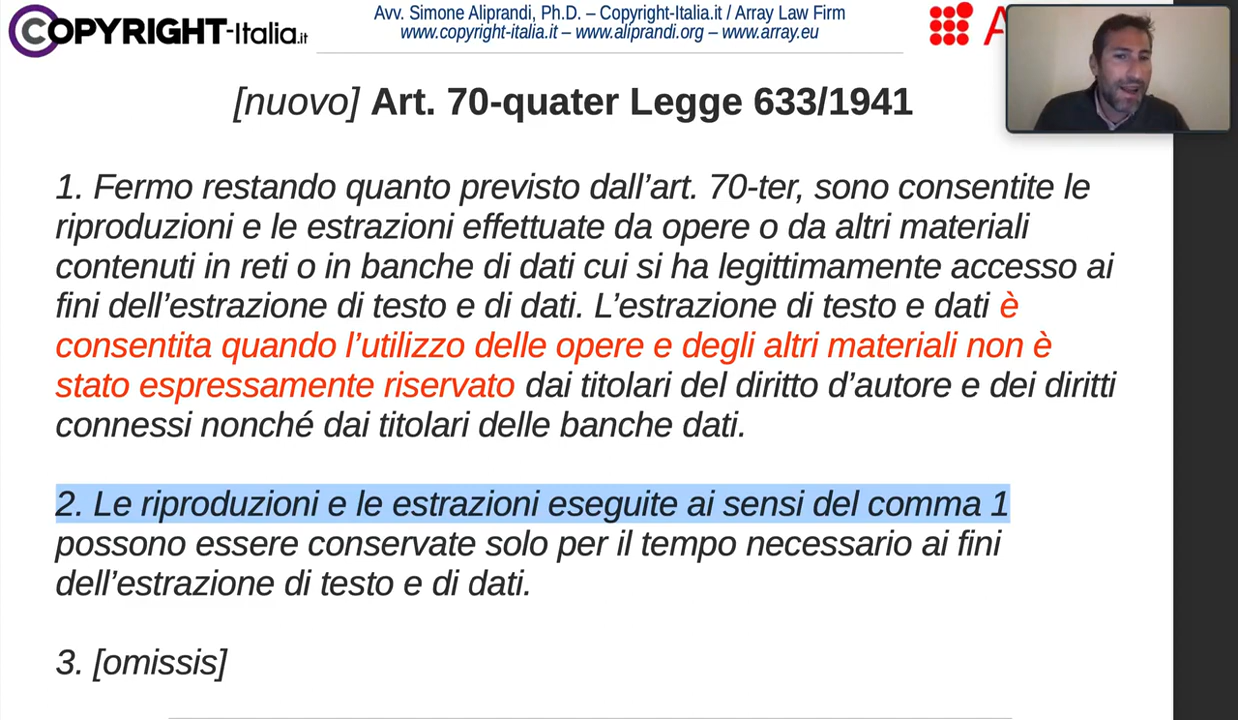 COPYRIGHT-Italia.it
Avv. Simone Aliprandi, Ph.D. – Copyright-Italia.it / Array Law Firm
www.copyright-italia.it – www.aliprandi.org – www.array.eu
A
[nuovo] Art. 70-quater Legge 633/1941
1. Fermo restando quanto previsto dall’art. 70-ter, sono consentite le
riproduzioni e le estrazioni effettuate da opere o da altri materiali
contenuti in reti o in banche di dati cui si ha legittimamente accesso ai
fini dell’estrazione di testo e di dati. L’estrazione di testo e dati è
consentita quando l’utilizzo delle opere e degli altri materiali non è
stato espressamente riservato dai titolari del diritto d’autore e dei diritti
connessi nonché dai titolari delle banche dati.
2. Le riproduzioni e le estrazioni eseguite ai sensi del comma 1
possono essere conservate solo per il tempo necessario ai fini
dell’estrazione di testo e di dati.
3. [omissis]